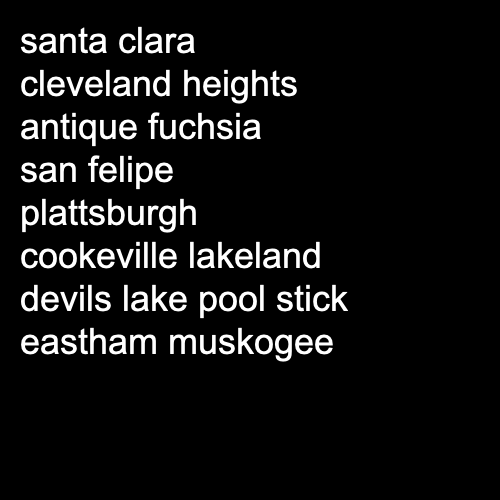 santa clara
cleveland heights
antique fuchsia
san felipe
plattsburgh
cookeville lakeland
devils lake pool stick
eastham muskogee